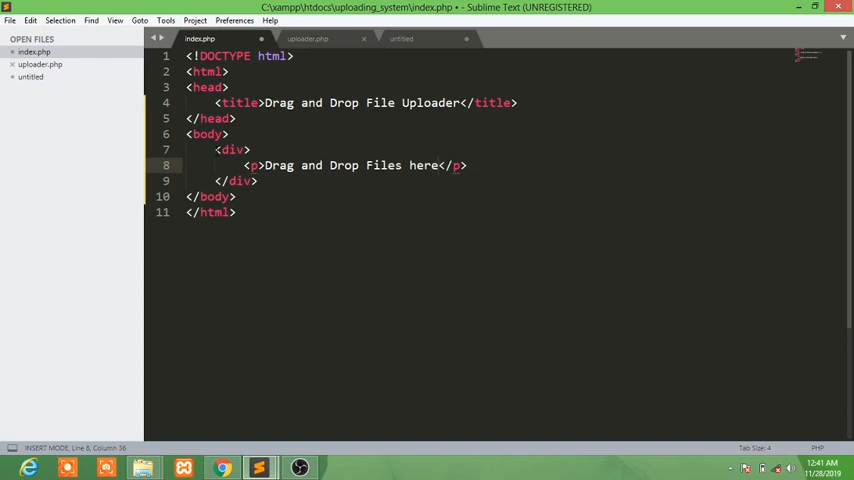 C:\xampp\htdocs\uploading_system\index.php • - Sublime Text (UNREGISTERED)
File Edit Selection Find View Goto Tools Project Preferences Help
OPEN FILES
index.php
uploader.php
untitled
index.php uploader.php untitled
1 <!DOCTYPE html>
2 <html>
3 <head>
4 <title>Drag and Drop File Uploader</title>
5 </head>
6 <body>
7 <div>
8 <p>Drag and Drop Files here</p>
9 </div>
10 </body>
11 </html>
INSERT MODE, Line 8, Column 36 Tab Size: 4 PHP
12:41 AM
11/28/2019